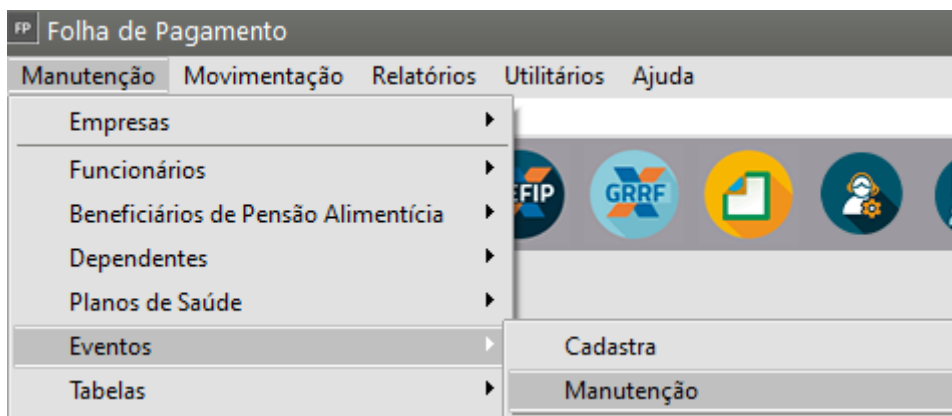 FP Folha de Pagamento
Manutenção Movimentação Relatórios Utilitários Ajuda
Empresas
Funcionários
EFIP GRRF
Beneficiários de Pensão Alimentícia
Dependentes
Planos de Saúde
Eventos
Cadastra
Tabelas
Manutenção